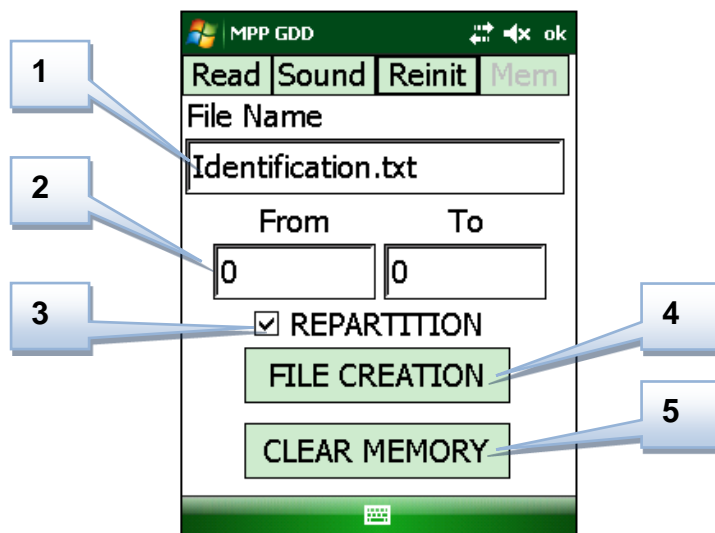 MPP GDD ok
Read Sound Reinit Mem
1
File Name
Identification.txt
2
From To
0 0
3
REPARTITION
4
FILE CREATION
5
CLEAR MEMORY